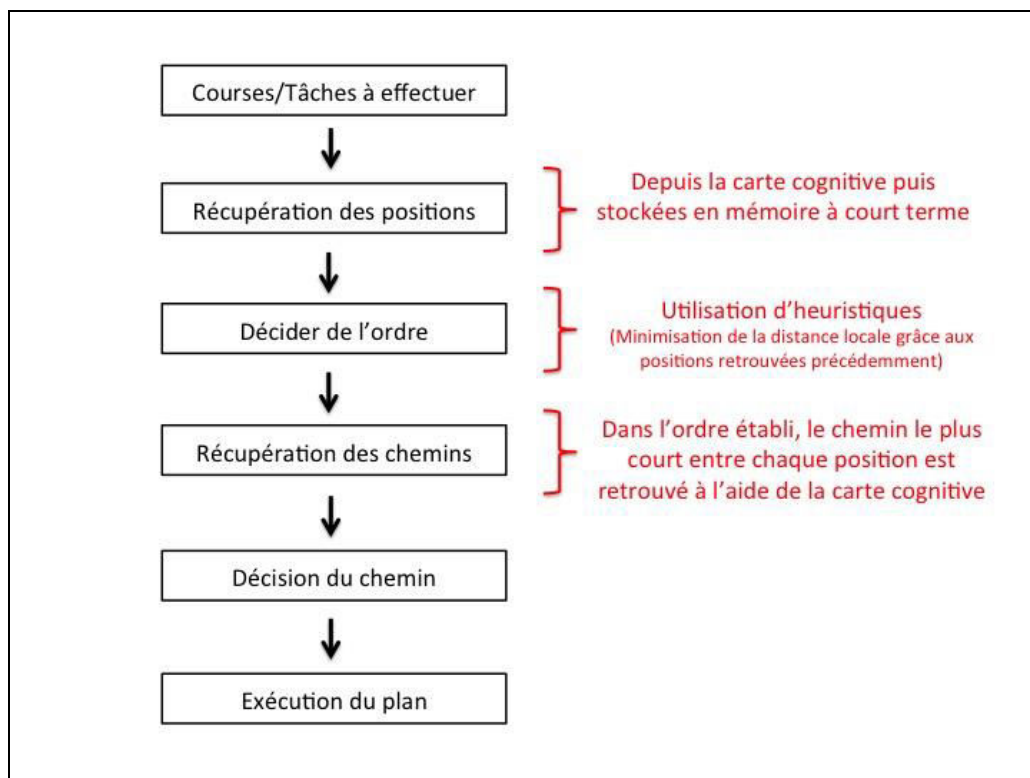 Courses/Tâches à effectuer
Récupération des positions
Depuis la carte cognitive puis
stockées en mémoire à court terme
Décider de l'ordre
Utilisation d'heuristiques
(Minimisation de la distance locale grâce aux
positions retrouvées précédemment)
Récupération des chemins
Dans l'ordre établi, le chemin le plus
court entre chaque position est
retrouvé à l'aide de la carte cognitive
Décision du chemin
Exécution du plan